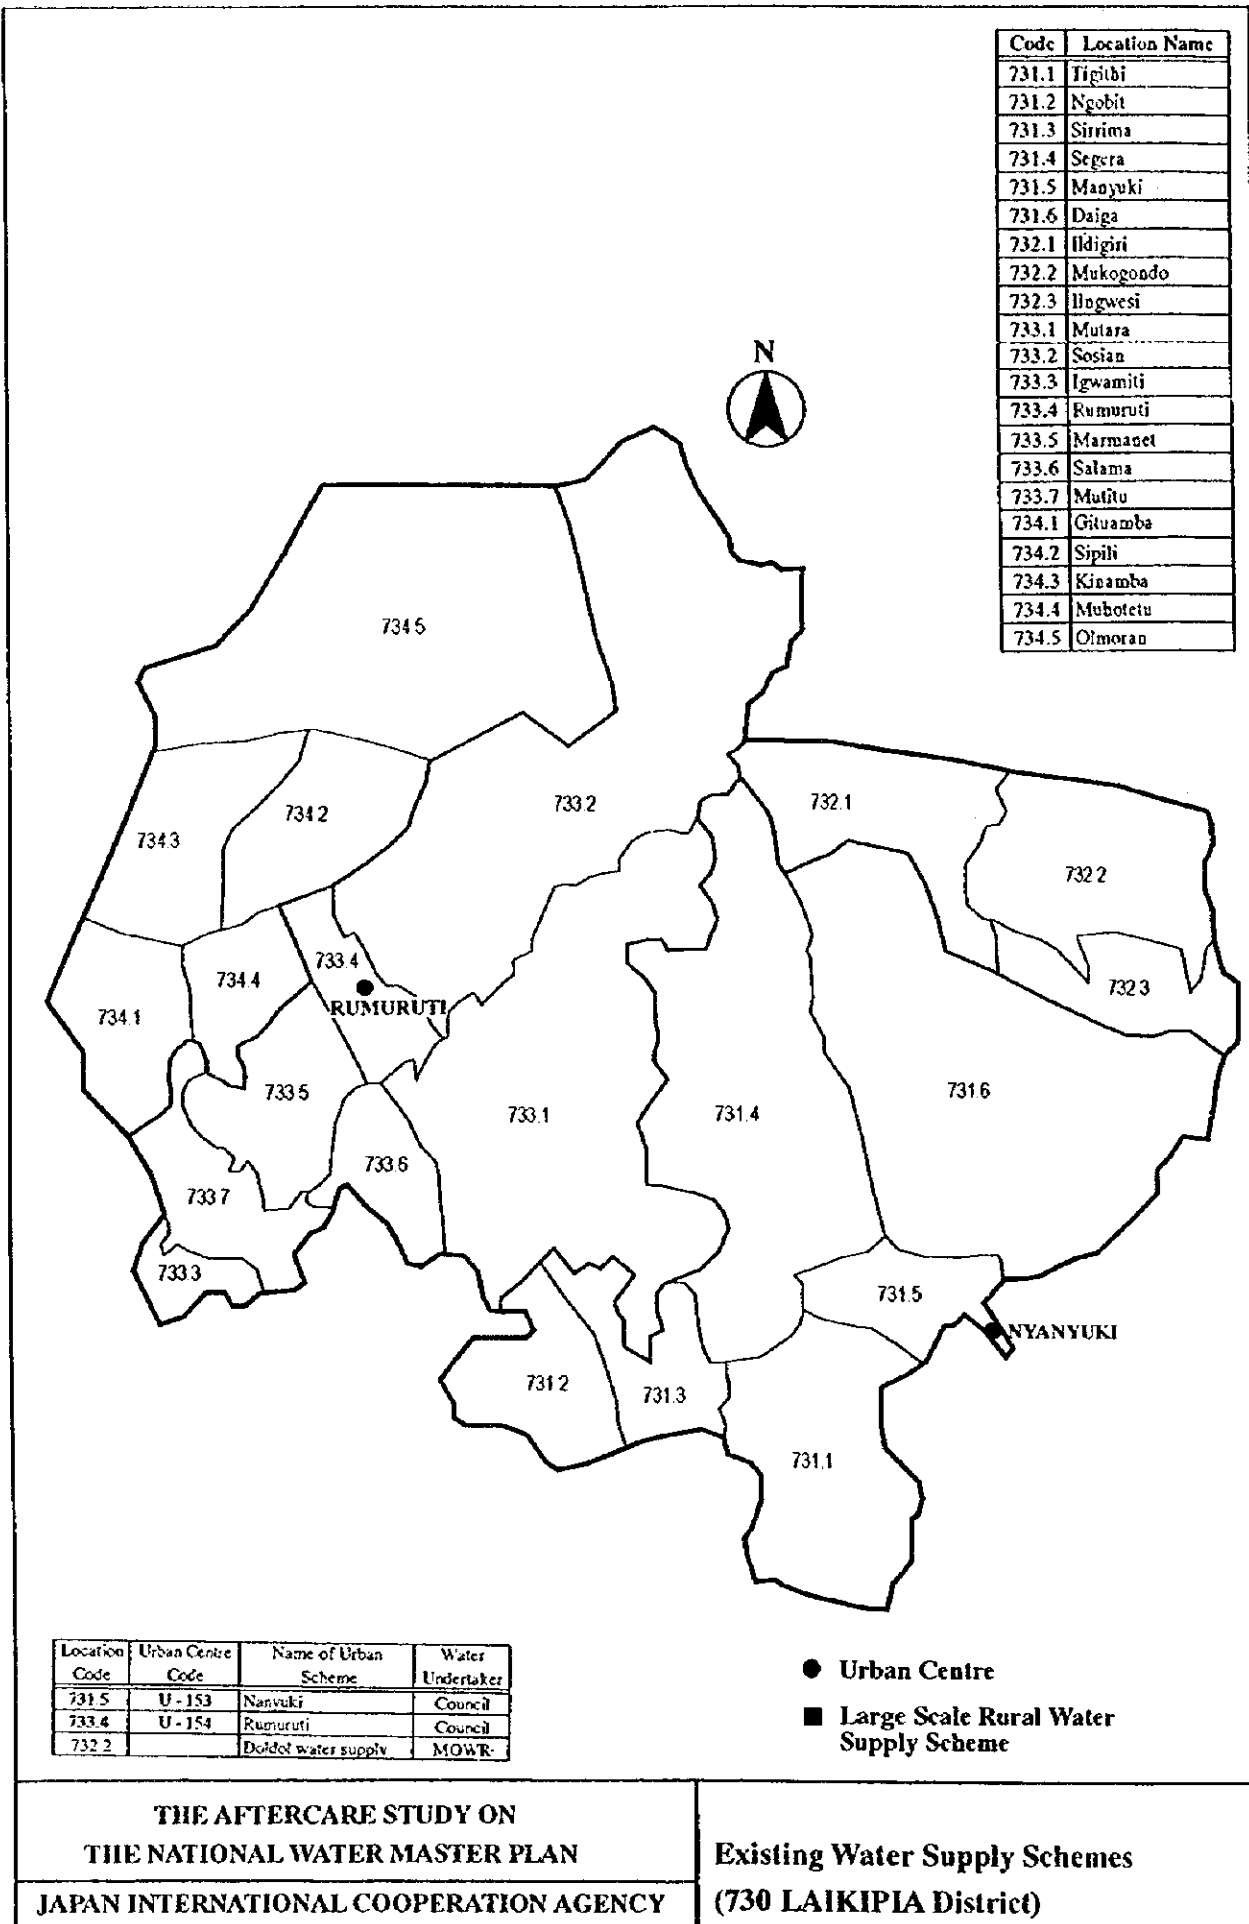 Code Location Name
731.1 Tigithi
731.2 Ngobit
731.3 Sirrima
731.4 Segera
731.5 Manyuki
731.6 Daiga
732.1 Ildigiri
732.2 Mukogondo
732.3 Ilngwesi
733.1 Mutara
733.2 Sosian
733.3 Igwamiti
733.4 Rumuruti
733.5 Marmanet
733.6 Salama
733.7 Mutitu
734.1 Gituamba
734.2 Sipili
734.3 Kinamba
734.4 Muhotetu
734.5 Olmoran
N
734.5
733.2
732.1
734.2
734.3
732.2
733.4
734.4
732.3
RUMURUTI
734.1
733.5
731.6
733.1
731.4
733.6
733.7
733.3
731.5
NYANYUKI
731.2
731.3
731.1
Location Code Urban Centre Code Name of Urban Scheme Water Undertaker
731.5 U - 153 Nanyuki Council
733.4 U - 154 Rumuruti Council
732.2 Doldol water supply MOWR
Urban Centre
Large Scale Rural Water
Supply Scheme
THE AFTERCARE STUDY ON
THE NATIONAL WATER MASTER PLAN
JAPAN INTERNATIONAL COOPERATION AGENCY
Existing Water Supply Schemes
(730 LAIKIPIA District)